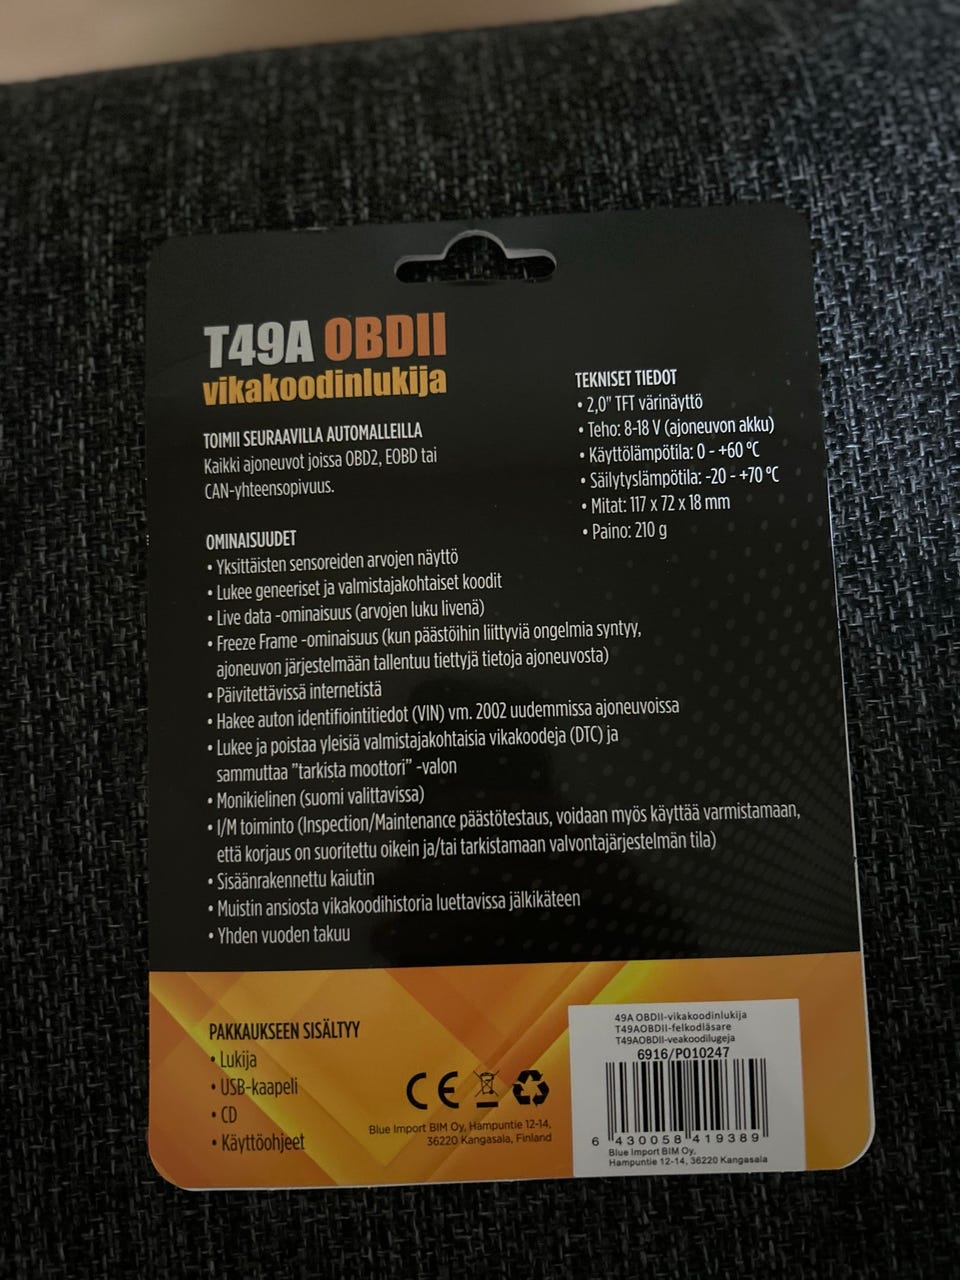 T49A OBDII
vikakoodinlukija
TOIMII SEURAAVILLA AUTOMALLEILLA
Kaikki ajoneuvot joissa OBD2, EOBD tai
CAN-yhteensopivuus.
OMINAISUUDET
• Yksittäisten sensoreiden arvojen näyttö
• Lukee geneeriset ja valmistajakohtaiset koodit
• Live data -ominaisuus (arvojen luku livenä)
• Freeze Frame -ominaisuus (kun päästöihin liittyviä ongelmia syntyy,
ajoneuvon järjestelmään tallentuu tiettyjä tietoja ajoneuvosta)
• Päivitettävissä internetistä
• Hakee auton identifiointitiedot (VIN) vm. 2002 uudemmissa ajoneuvoissa
• Lukee ja poistaa yleisiä valmistajakohtaisia vikakoodeja (DTC) ja
sammuttaa ”tarkista moottori” -valon
• Monikielinen (suomi valittavissa)
• I/M toiminto (Inspection/Maintenance päästötestaus, voidaan myös käyttää varmistamaan,
että korjaus on suoritettu oikein ja/tai tarkistamaan valvontajärjestelmän tila)
• Sisäänrakennettu kaiutin
• Muistin ansiosta vikakoodihistoria luettavissa jälkikäteen
• Yhden vuoden takuu
TEKNISET TIEDOT
• 2,0" TFT värinäyttö
• Teho: 8-18 V (ajoneuvon akku)
• Käyttölämpötila: 0 - +60 °C
• Säilytyslämpötila: -20 - +70 °C
• Mitat: 117 x 72 x 18 mm
• Paino: 210 g
PAKKAUKSEEN SISÄLTYY
• Lukija
• USB-kaapeli
• CD
• Käyttöohjeet
CE
Blue Import BIM Oy, Hampuntie 12-14,
36220 Kangasala, Finland
49A OBDII-vikakoodinlukija
T49AOBDII-felkodläsare
T49AOBDII-veakoodilugeja
6916/P010247
6 430058 419389
Blue Import BIM Oy,
Hampuntie 12-14, 36220 Kangasala